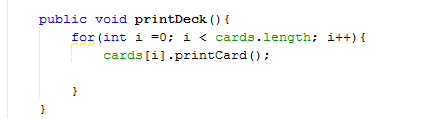 public void printDeck(){
for(int i =0; i < cards.length; i++){
cards[i].printCard();
}
}